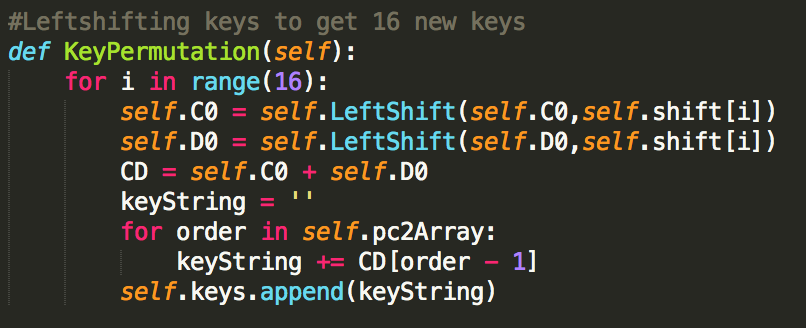 #Leftshifting keys to get 16 new keys
def KeyPermutation(self):
    for i in range(16):
        self.C0 = self.LeftShift(self.C0,self.shift[i])
        self.D0 = self.LeftShift(self.D0,self.shift[i])
        CD = self.C0 + self.D0
        keyString = ''
        for order in self.pc2Array:
            keyString += CD[order - 1]
        self.keys.append(keyString)